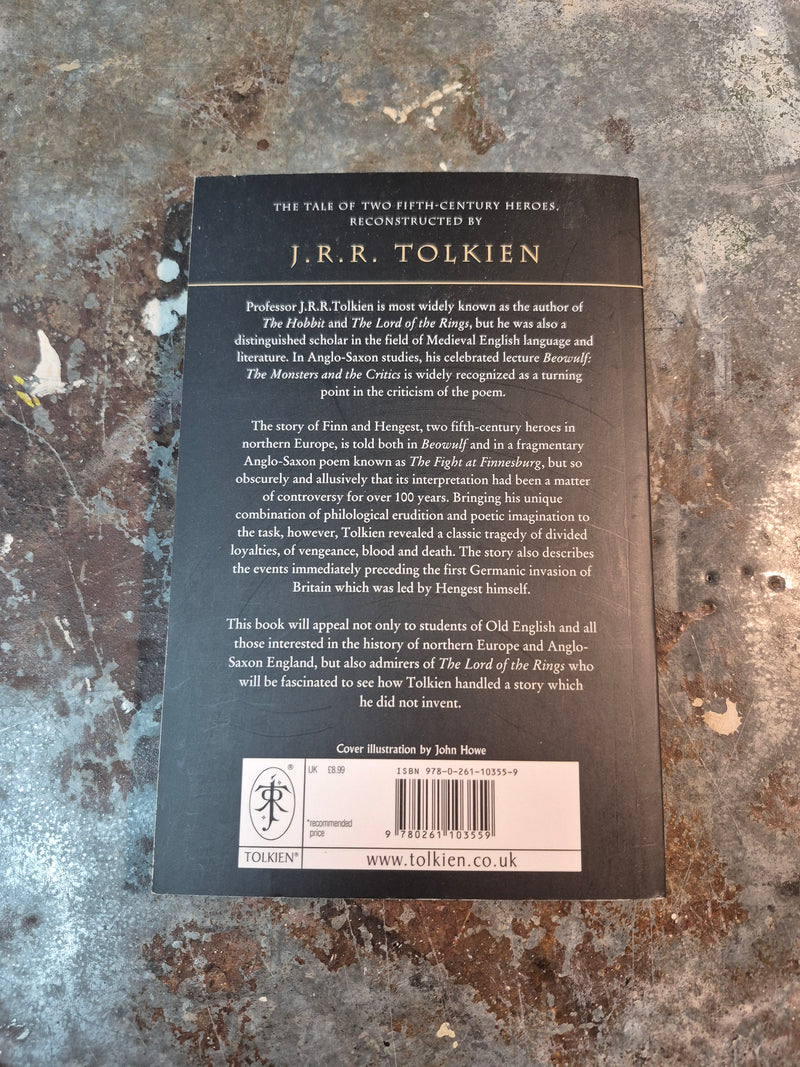 THE TALE OF TWO FIFTH-CENTURY HEROES,
RECONSTRUCTED BY
J.R.R. TOLKIEN
Professor J.R.R.Tolkien is most widely known as the author of
The Hobbit and The Lord of the Rings, but he was also a
distinguished scholar in the field of Medieval English language and
literature. In Anglo-Saxon studies, his celebrated lecture Beowulf:
The Monsters and the Critics is widely recognized as a turning
point in the criticism of the poem.
The story of Finn and Hengest, two fifth-century heroes in
northern Europe, is told both in Beowulf and in a fragmentary
Anglo-Saxon poem known as The Fight at Finnesburg, but so
obscurely and allusively that its interpretation had been a matter
of controversy for over 100 years. Bringing his unique
combination of philological erudition and poetic imagination to
the task, however, Tolkien revealed a classic tragedy of divided
loyalties, of vengeance, blood and death. The story also describes
the events immediately preceding the first Germanic invasion of
Britain which was led by Hengest himself.
This book will appeal not only to students of Old English and all
those interested in the history of northern Europe and Anglo-
Saxon England, but also admirers of The Lord of the Rings who
will be fascinated to see how Tolkien handled a story which
he did not invent.
Cover illustration by John Howe
®
UK £8.99
*recommended
price
ISBN 978-0-261-10355-9
9 780261 103559
TOLKIEN®
www.tolkien.co.uk